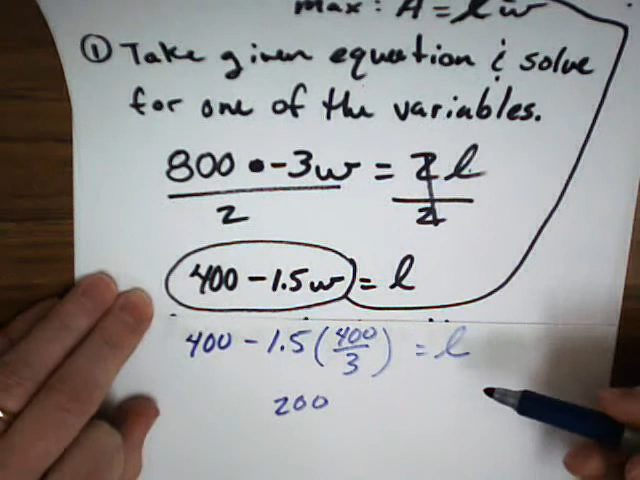 max: A = lw
① Take given equation & solve
for one of the variables.
800 • -3w = 2l
2 2
400 - 1.5w = l
400 - 1.5(400/3) = l
200